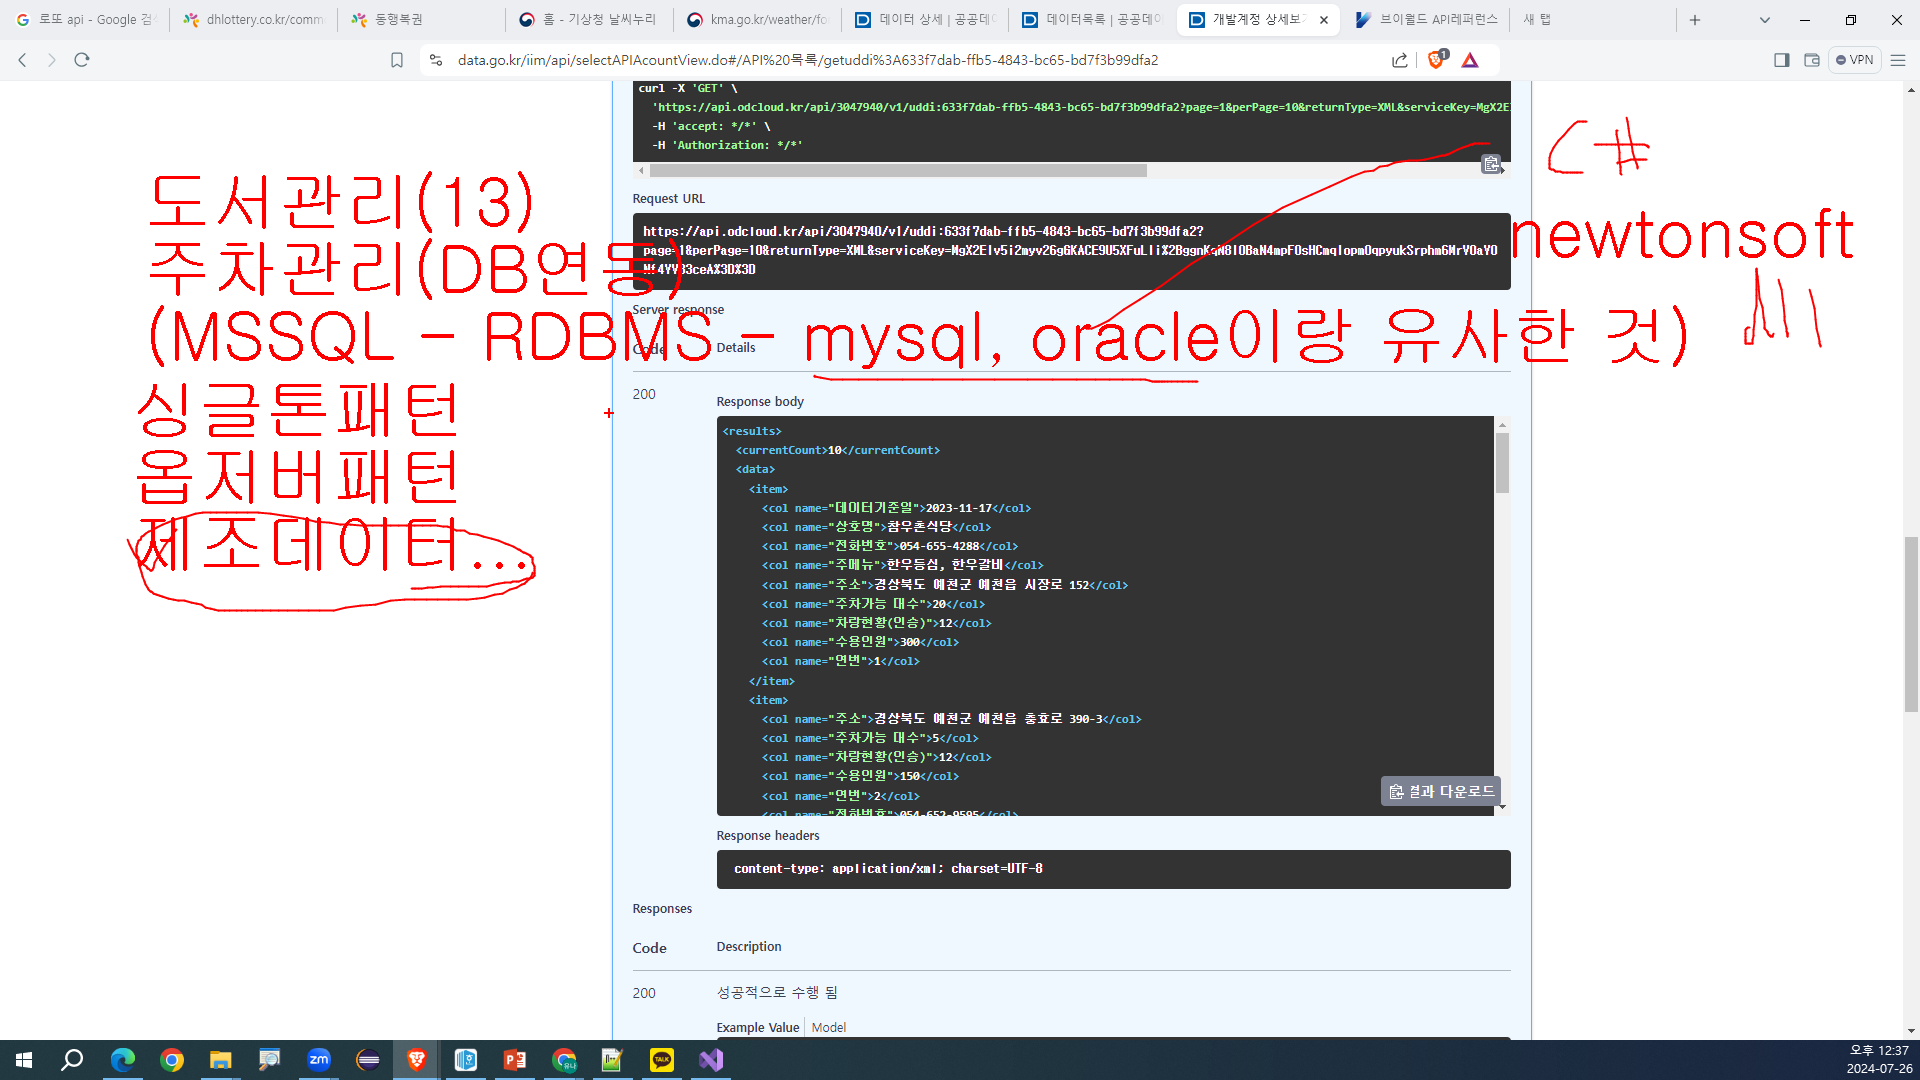 로또 api - Google 검색
dhlottery.co.kr/comm
동행복권
홈 - 기상청 날씨누리
kma.go.kr/weather/fo
데이터 상세 | 공공데
데이터목록 | 공공데이
개발계정 상세보기
브이월드 API레퍼런스
새 탭
data.go.kr/iim/api/selectAPIAcountView.do#/API%20목록/getuddi%3A633f7dab-ffb5-4843-bc65-bd7f3b99dfa2
1
VPN
curl -X 'GET' \
'https://api.odcloud.kr/api/3047940/v1/uddi:633f7dab-ffb5-4843-bc65-bd7f3b99dfa2?page=1&perPage=10&returnType=XML&serviceKey=MgX2E
-H 'accept: */*' \
-H 'Authorization: */*'
C#
도서관리(13)
주차관리(DB연동)
(MSSQL - RDBMS - mysql, oracle이랑 유사한 것)
싱글톤패턴
옵저버패턴
제조데이터...
newtonsoft
Request URL
https://api.odcloud.kr/api/3047940/v1/uddi:633f7dab-ffb5-4843-bc65-bd7f3b99dfa2?
Server response
Code
Details
200
Response body
<results>
<currentCount>10</currentCount>
<data>
<item>
<col name="데이터기준일">2023-11-17</col>
<col name="상호명">참우촌식당</col>
<col name="전화번호">054-655-4288</col>
<col name="주메뉴">한우등심, 한우갈비</col>
<col name="주소">경상북도 예천군 예천읍 시장로 152</col>
<col name="주차가능 대수">20</col>
<col name="차량현황(인승)">12</col>
<col name="수용인원">300</col>
<col name="연번">1</col>
</item>
<item>
<col name="주소">경상북도 예천군 예천읍 충효로 390-3</col>
<col name="주차가능 대수">5</col>
<col name="차량현황(인승)">12</col>
<col name="수용인원">150</col>
<col name="연번">2</col>
<col name="전화번호">054-652-9595</col>
결과 다운로드
Response headers
content-type: application/xml; charset=UTF-8
Responses
Code
Description
200
성공적으로 수행 됨
Example Value
Model
zm
TALK
오후 12:37
2024-07-26